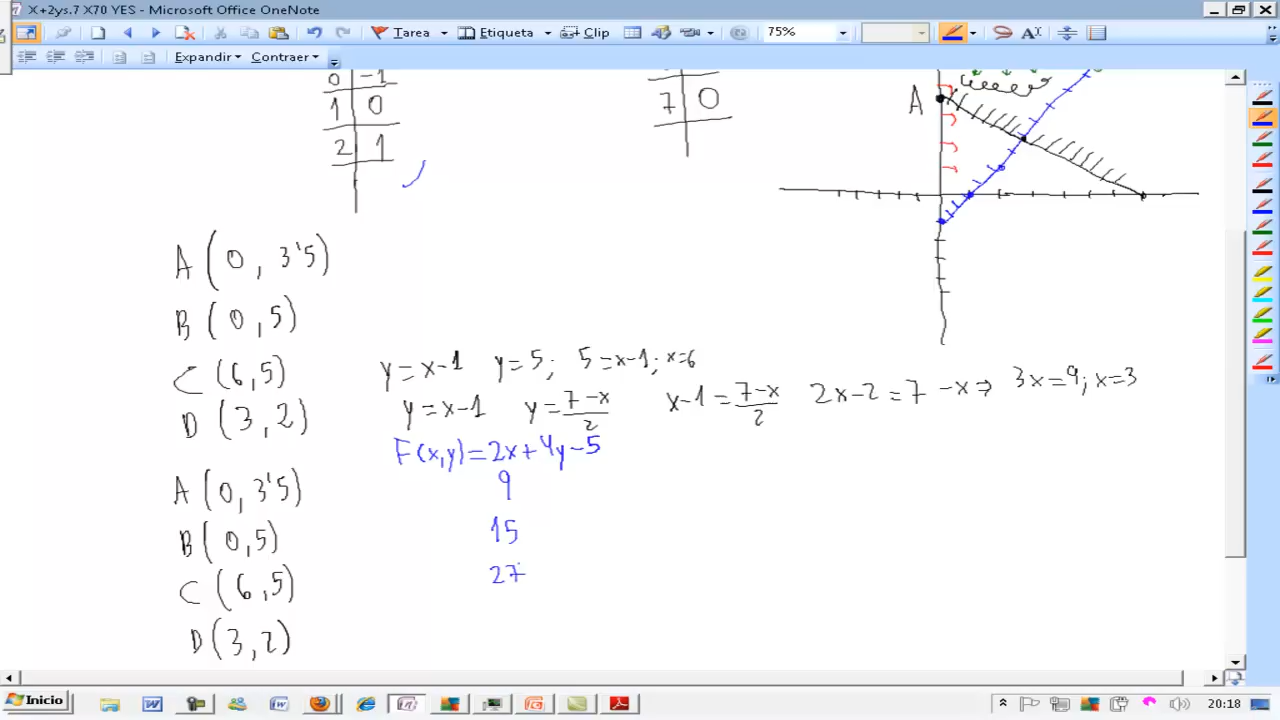 X+2ys.7 X70 YES - Microsoft Office OneNote
Tarea Etiqueta Clip 75%
Expandir Contraer
0 -1
1 0
2 1
7 0
A
A (0, 3'5)
B (0, 5)
C (6, 5)
D (3, 2)
y = x-1 y = 5; 5 = x-1; x=6
y = x-1 y = 7-x/2 x-1 = 7-x/2 2x-2 = 7 -x ⇒ 3x = 9; x=3
F(x,y) = 2x + 4y - 5
A (0, 3'5) 9
B (0, 5) 15
C (6, 5) 27
D (3, 2)
Inicio 20:18